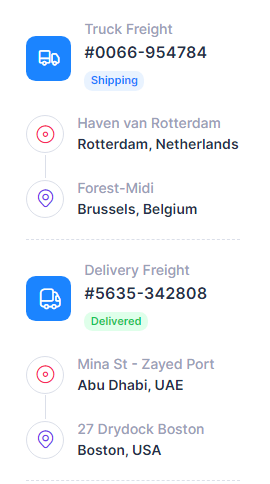 Truck Freight
#0066-954784
Shipping
Haven van Rotterdam
Rotterdam, Netherlands
Forest-Midi
Brussels, Belgium
Delivery Freight
#5635-342808
Delivered
Mina St - Zayed Port
Abu Dhabi, UAE
27 Drydock Boston
Boston, USA